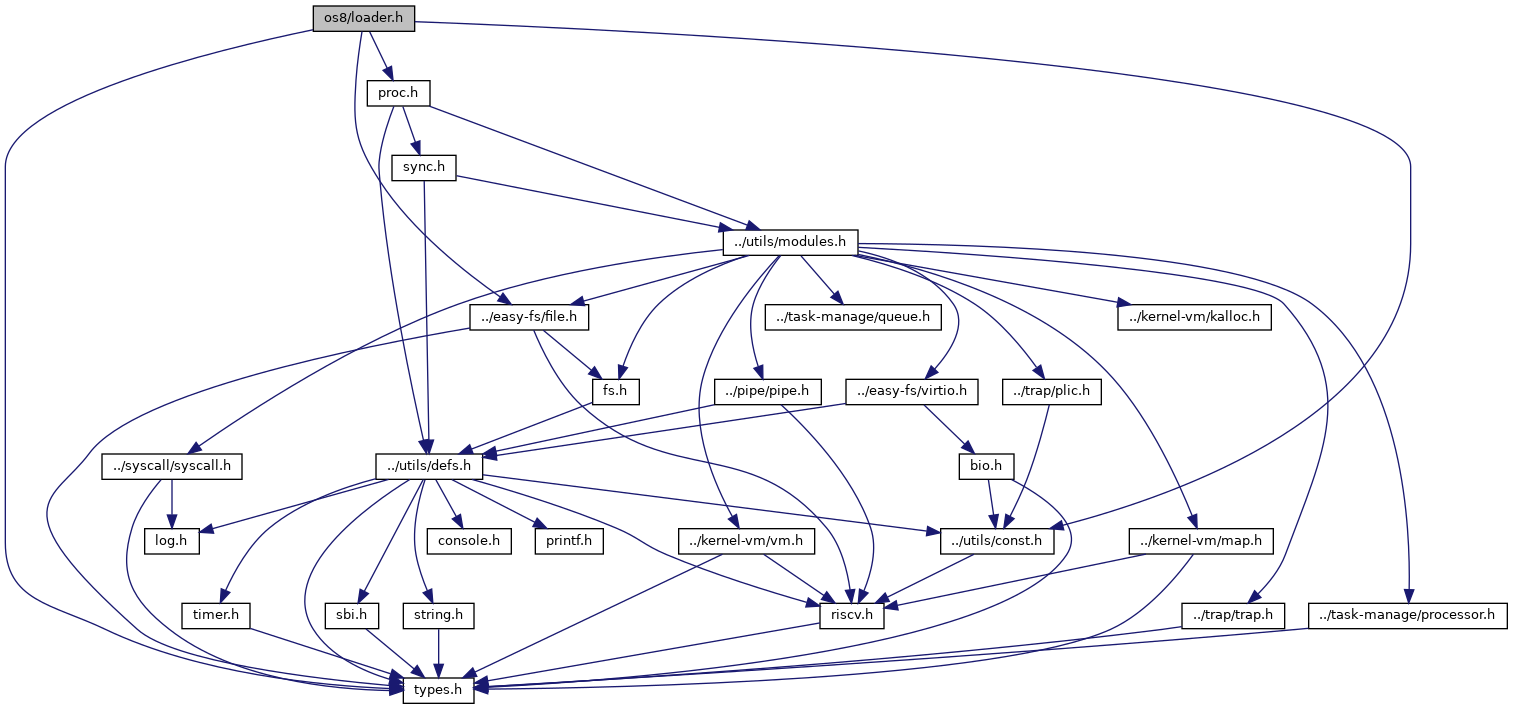 os8/loader.h
proc.h
sync.h
../utils/modules.h
../easy-fs/file.h
../task-manage/queue.h
../kernel-vm/kalloc.h
fs.h
../pipe/pipe.h
../easy-fs/virtio.h
../trap/plic.h
../syscall/syscall.h
../utils/defs.h
bio.h
log.h
console.h
printf.h
../kernel-vm/vm.h
../utils/const.h
../kernel-vm/map.h
timer.h
sbi.h
string.h
riscv.h
../trap/trap.h
../task-manage/processor.h
types.h